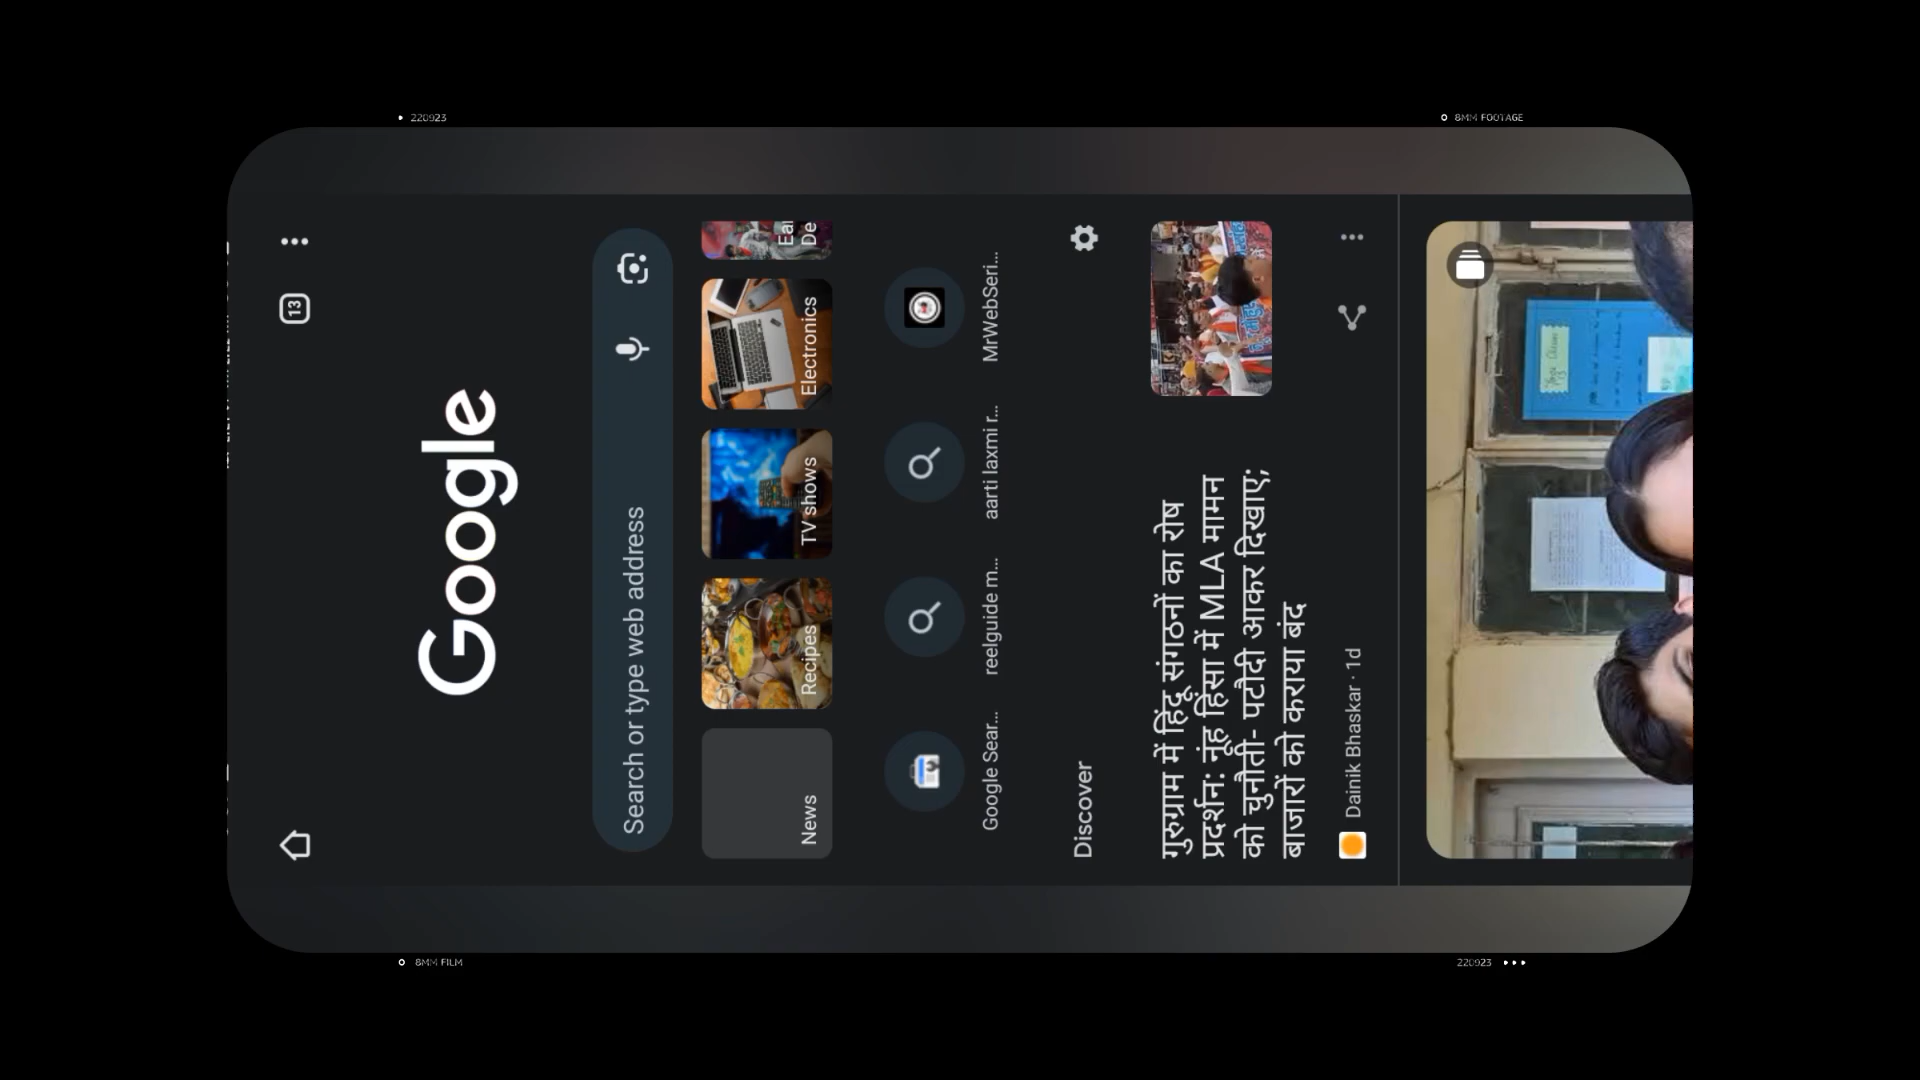 220923
8MM FOOTAGE
13
Google
Search or type web address
News
Recipes
TV shows
Electronics
Google Sear...
reelguide m...
aarti laxmi r...
MrWebSeri...
Discover
गुरुग्राम में हिंदू संगठनों का रोष
प्रदर्शन: नूंह हिंसा में MLA मामन
को चुनौती- पटौदी आकर दिखाए;
बाजारों को कराया बंद
Dainik Bhaskar · 1d
8MM FILM
220923